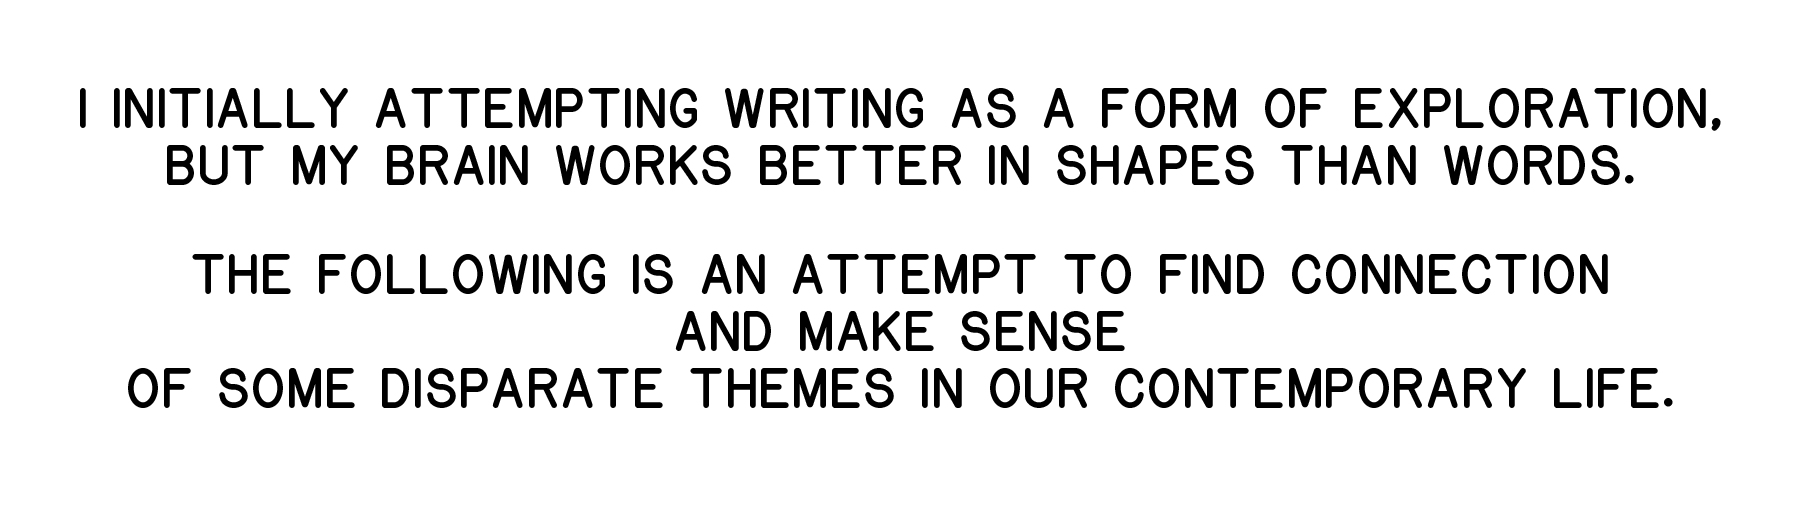 I INITIALLY ATTEMPTING WRITING AS A FORM OF EXPLORATION,
BUT MY BRAIN WORKS BETTER IN SHAPES THAN WORDS.
THE FOLLOWING IS AN ATTEMPT TO FIND CONNECTION
AND MAKE SENSE
OF SOME DISPARATE THEMES IN OUR CONTEMPORARY LIFE.